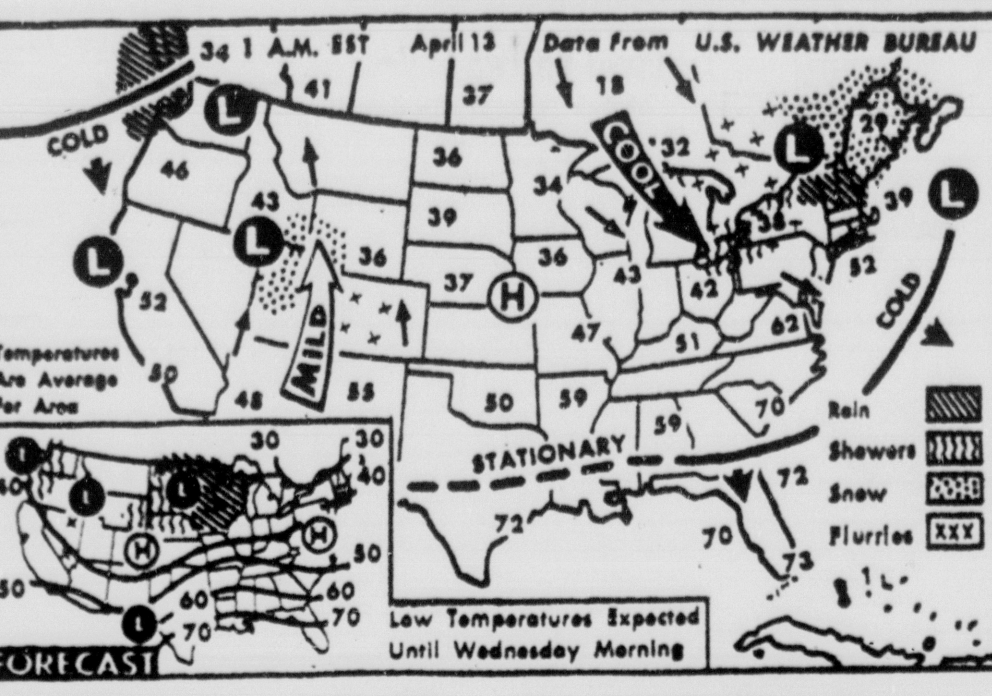 34 1 A.M. EST April 13 Data From U.S. WEATHER BUREAU
41
37
18
COLD
L
46
36
COOL
32
L
29
34
43
39
38
39
L
L
52
L
36
37
H
36
43
42
52
COLD
MILD
47
51
62
Temperatures
Are Average
Per Area
50
48
55
50
59
59
70
STATIONARY
72
72
70
73
Rain
Showers
Snow
Flurries
XXX
30
30
40
40
L
L
L
H
H
50
50
60
60
70
70
L
FORECAST
Low Temperatures Expected
Until Wednesday Morning